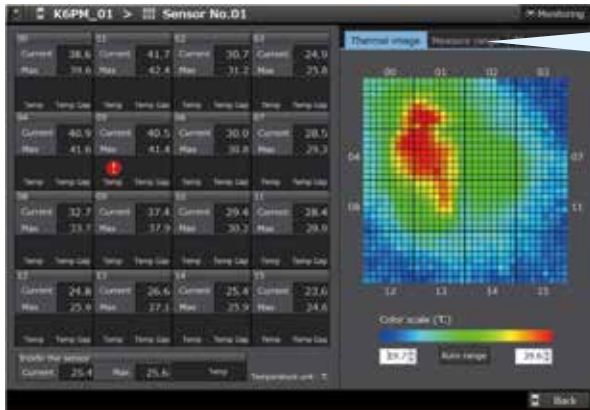 K6PM_01 > Sensor No.01
Monitoring
00 01 02 03
Current 38.6 Current 41.7 Current 30.7 Current 24.9
Max 39.6 Max 42.4 Max 31.2 Max 25.8
Temp Temp Gap Temp Temp Gap Temp Temp Gap Temp Temp Gap
04 05 06 07
Current 40.9 Current 40.5 Current 30.0 Current 28.5
Max 41.6 Max 41.4 Max 30.8 Max 29.3
Temp Temp Gap Temp Temp Gap Temp Temp Gap Temp Temp Gap
08 09 10 11
Current 32.7 Current 37.4 Current 29.4 Current 28.4
Max 33.7 Max 37.9 Max 30.2 Max
Temp Temp Gap Temp Temp Gap Temp Temp Gap Temp Temp Gap
12 13 14 15
Current 24.8 Current 26.6 Current 25.4 Current 23.6
Max 25.9 Max Max 25.9 Max 24.6
Temp Temp Gap Temp Temp Gap Temp Temp Gap Temp Temp Gap
Inside the sensor
Current 25.4 Max 25.6 Temp
Temperature unit : ℃
Thermal image Measure range
00 01 02 03
04 07
08 11
12 13 14 15
Color scale (℃)
Auto range
Back